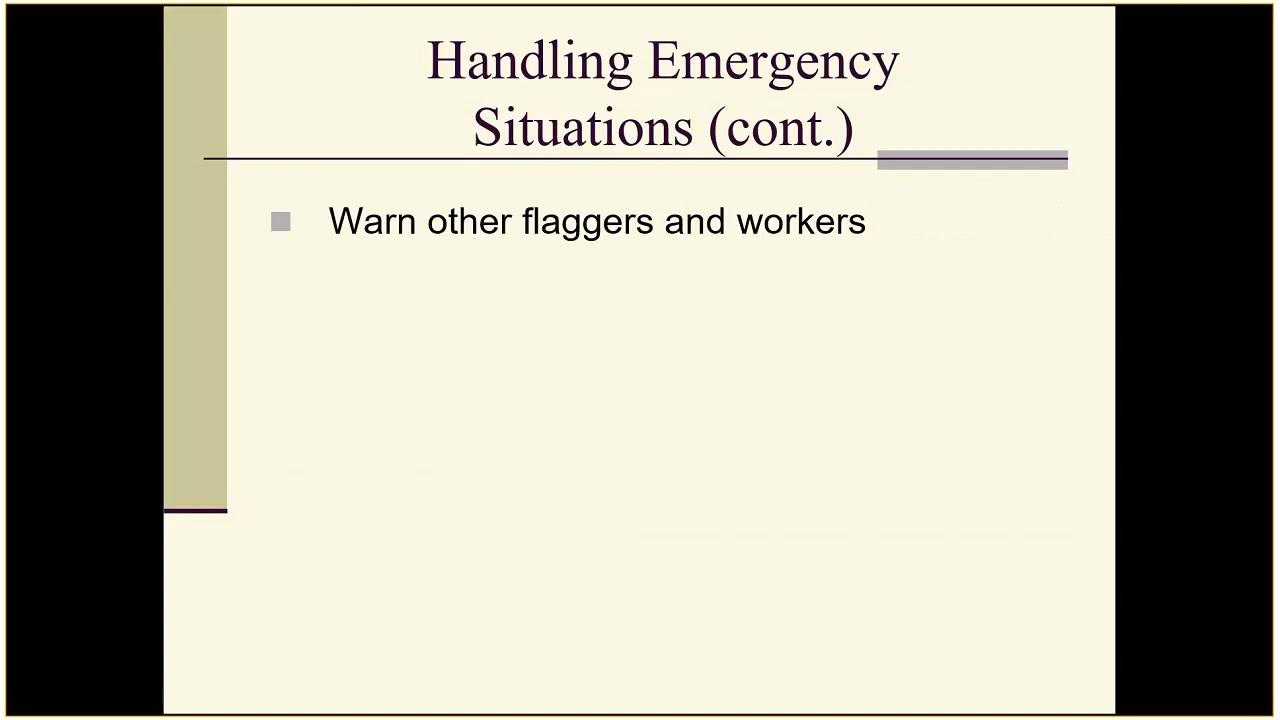 Handling Emergency
Situations (cont.)
Warn other flaggers and workers